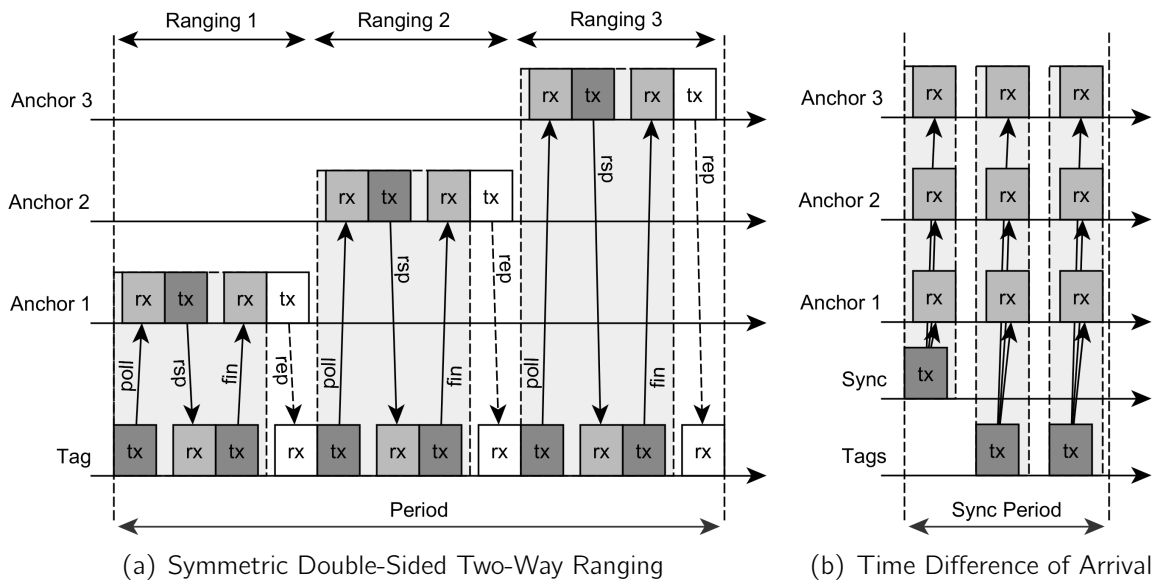 Ranging 1 Ranging 2 Ranging 3
Anchor 3 rx tx rx tx
rsp rep
Anchor 2 rx tx rx tx
rsp rep
Anchor 1 rx tx rx tx
poll rsp fin rep poll fin poll fin
Tag tx rx tx rx tx rx tx rx tx rx tx rx
Period
(a) Symmetric Double-Sided Two-Way Ranging
Anchor 3 rx rx rx
Anchor 2 rx rx rx
Anchor 1 rx rx rx
Sync tx
Tags tx tx
Sync Period
(b) Time Difference of Arrival